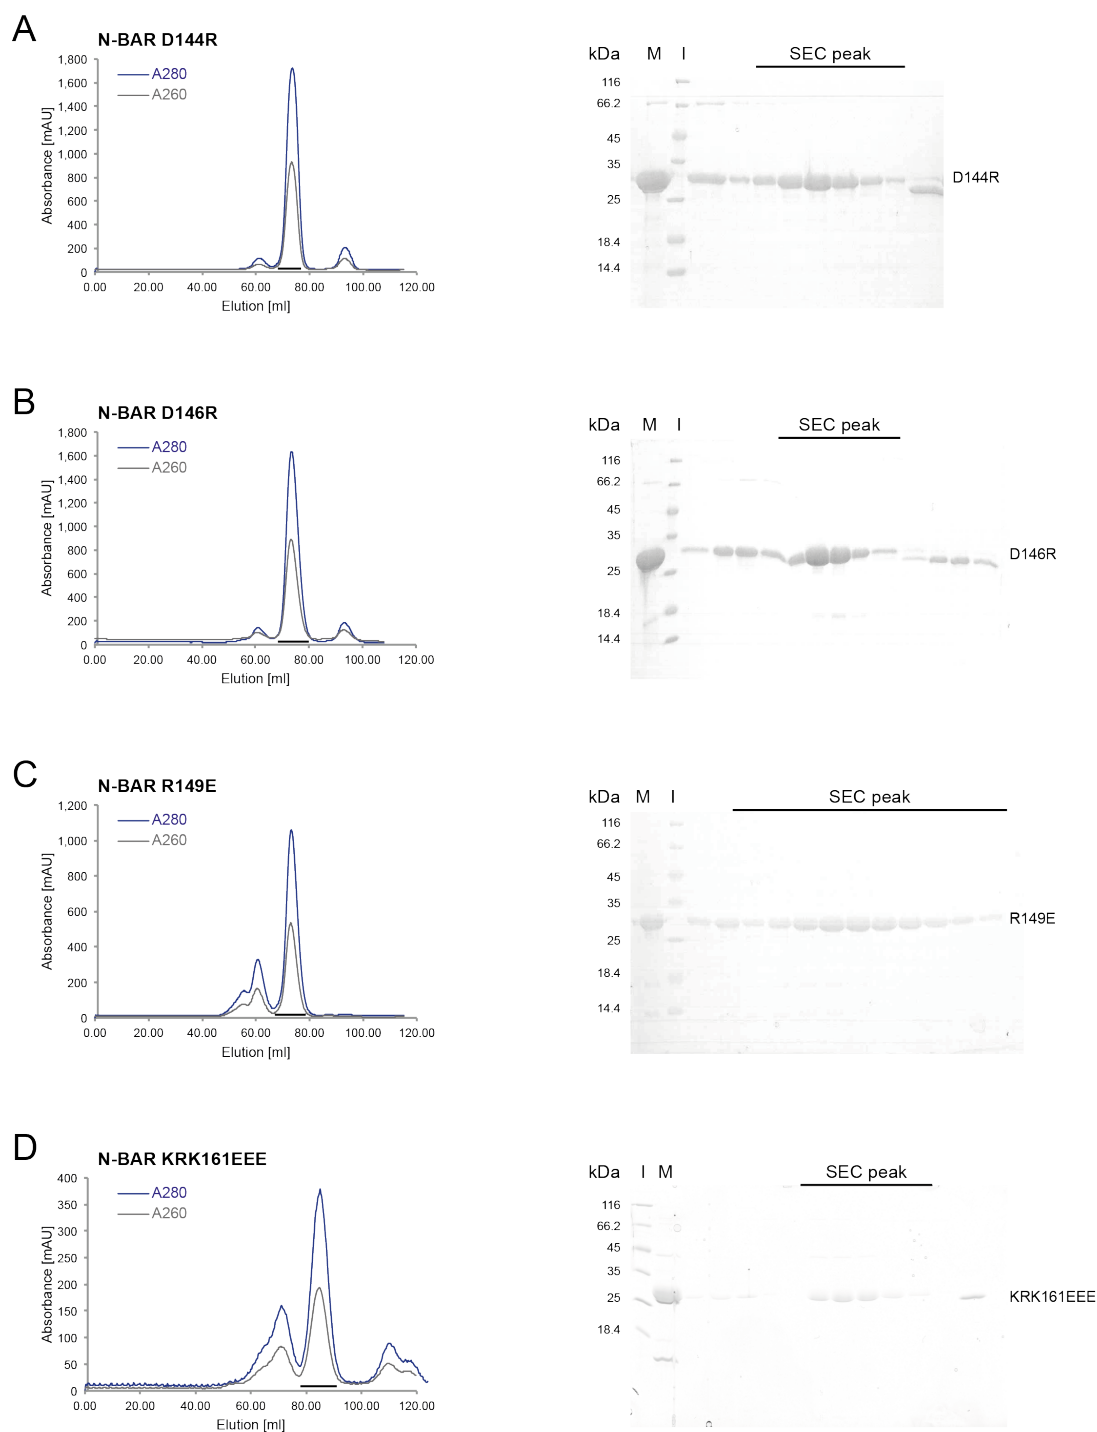 A
N-BAR D144R
1,800
1,600
1,400
1,200
1,000
800
600
400
200
0
A280
A260
Absorbance [mAU]
0.00 20.00 40.00 60.00 80.00 100.00 120.00
Elution [ml]
kDa M I SEC peak
116
66.2
45
35
25
18.4
14.4
D144R
B
N-BAR D146R
1,800
1,600
1,400
1,200
1,000
800
600
400
200
0
A280
A260
Absorbance [mAU]
0.00 20.00 40.00 60.00 80.00 100.00 120.00
Elution [ml]
kDa M I SEC peak
116
66.2
45
35
25
18.4
14.4
D146R
C
N-BAR R149E
1,200
1,000
800
600
400
200
0
A280
A260
Absorbance [mAU]
0.00 20.00 40.00 60.00 80.00 100.00 120.00
Elution [ml]
kDa M I SEC peak
116
66.2
45
35
25
18.4
14.4
R149E
D
N-BAR KRK161EEE
400
350
300
250
200
150
100
50
0
A280
A260
Absorbance [mAU]
0.00 20.00 40.00 60.00 80.00 100.00 120.00
Elution [ml]
kDa I M SEC peak
116
66.2
45
35
25
18.4
KRK161EEE